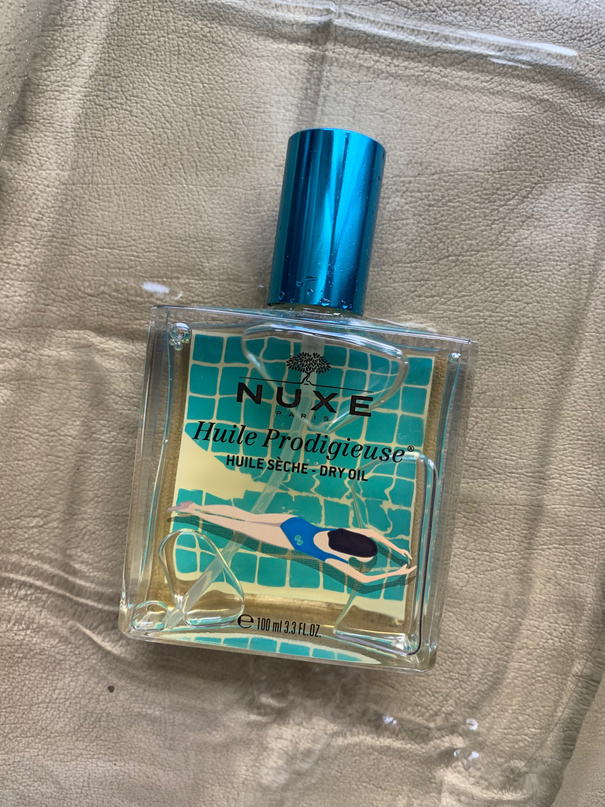 NUXE
PARIS
Huile Prodigieuse®
HUILE SÈCHE - DRY OIL
℮ 100 ml 3.3 FL.OZ.